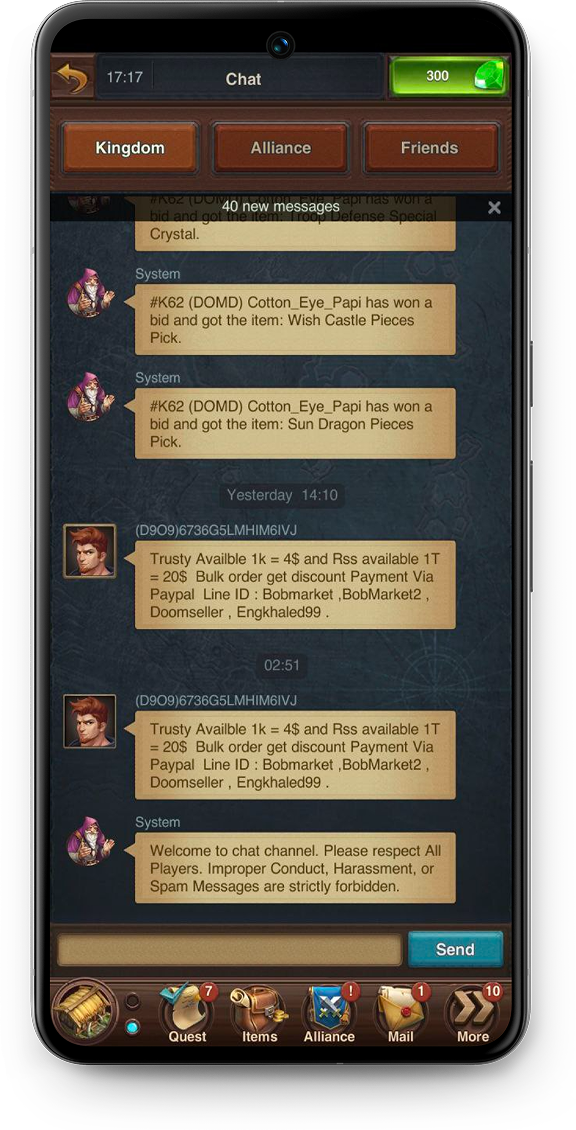 17:17
Chat
300
Kingdom
Alliance
Friends
#K62 (DOMD) Cotton_Eye_Papi has won a
40 new messages
bid and got the item: Troop Defense Special
Crystal.
System
#K62 (DOMD) Cotton_Eye_Papi has won a
bid and got the item: Wish Castle Pieces
Pick.
System
#K62 (DOMD) Cotton_Eye_Papi has won a
bid and got the item: Sun Dragon Pieces
Pick.
Yesterday 14:10
(D9O9)6736G5LMHIM6IVJ
Trusty Availble 1k = 4$ and Rss available 1T
= 20$ Bulk order get discount Payment Via
Paypal Line ID : Bobmarket ,BobMarket2 ,
Doomseller , Engkhaled99 .
02:51
(D9O9)6736G5LMHIM6IVJ
Trusty Availble 1k = 4$ and Rss available 1T
= 20$ Bulk order get discount Payment Via
Paypal Line ID : Bobmarket ,BobMarket2 ,
Doomseller , Engkhaled99 .
System
Welcome to chat channel. Please respect All
Players. Improper Conduct, Harassment, or
Spam Messages are strictly forbidden.
Send
7
!
1
10
Quest
Items
Alliance
Mail
More